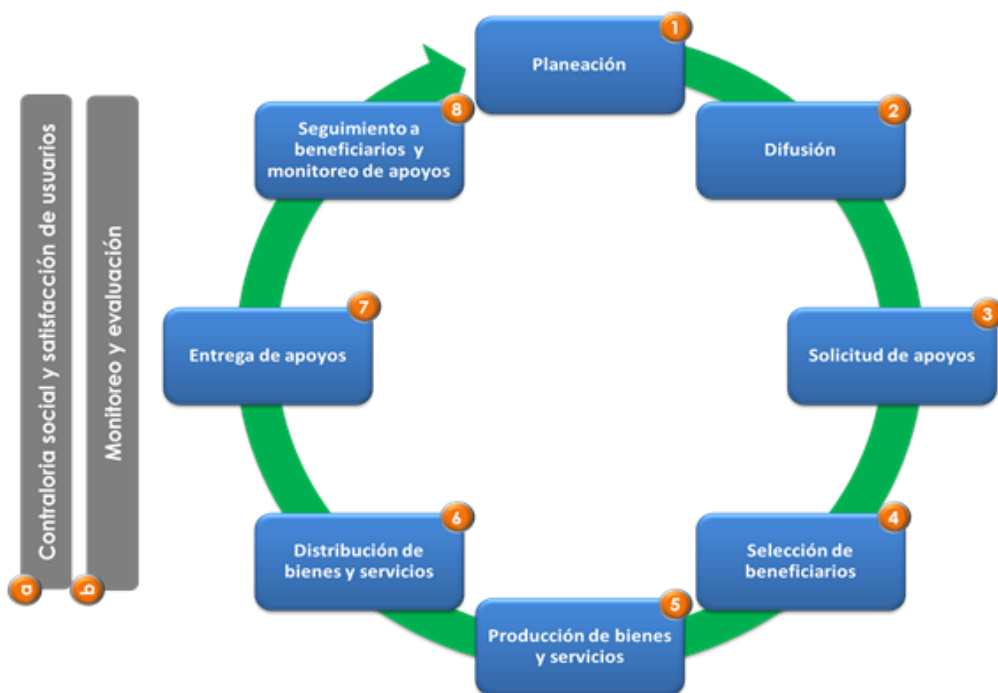 1
Planeación
2
Difusión
3
Solicitud de apoyos
4
Selección de
beneficiarios
5
Producción de bienes
y servicios
6
Distribución de
bienes y servicios
7
Entrega de apoyos
8
Seguimiento a
beneficiarios y
monitoreo de apoyos
a
Contraloria social y satisfacción de usuarios
b
Monitoreo y evaluación